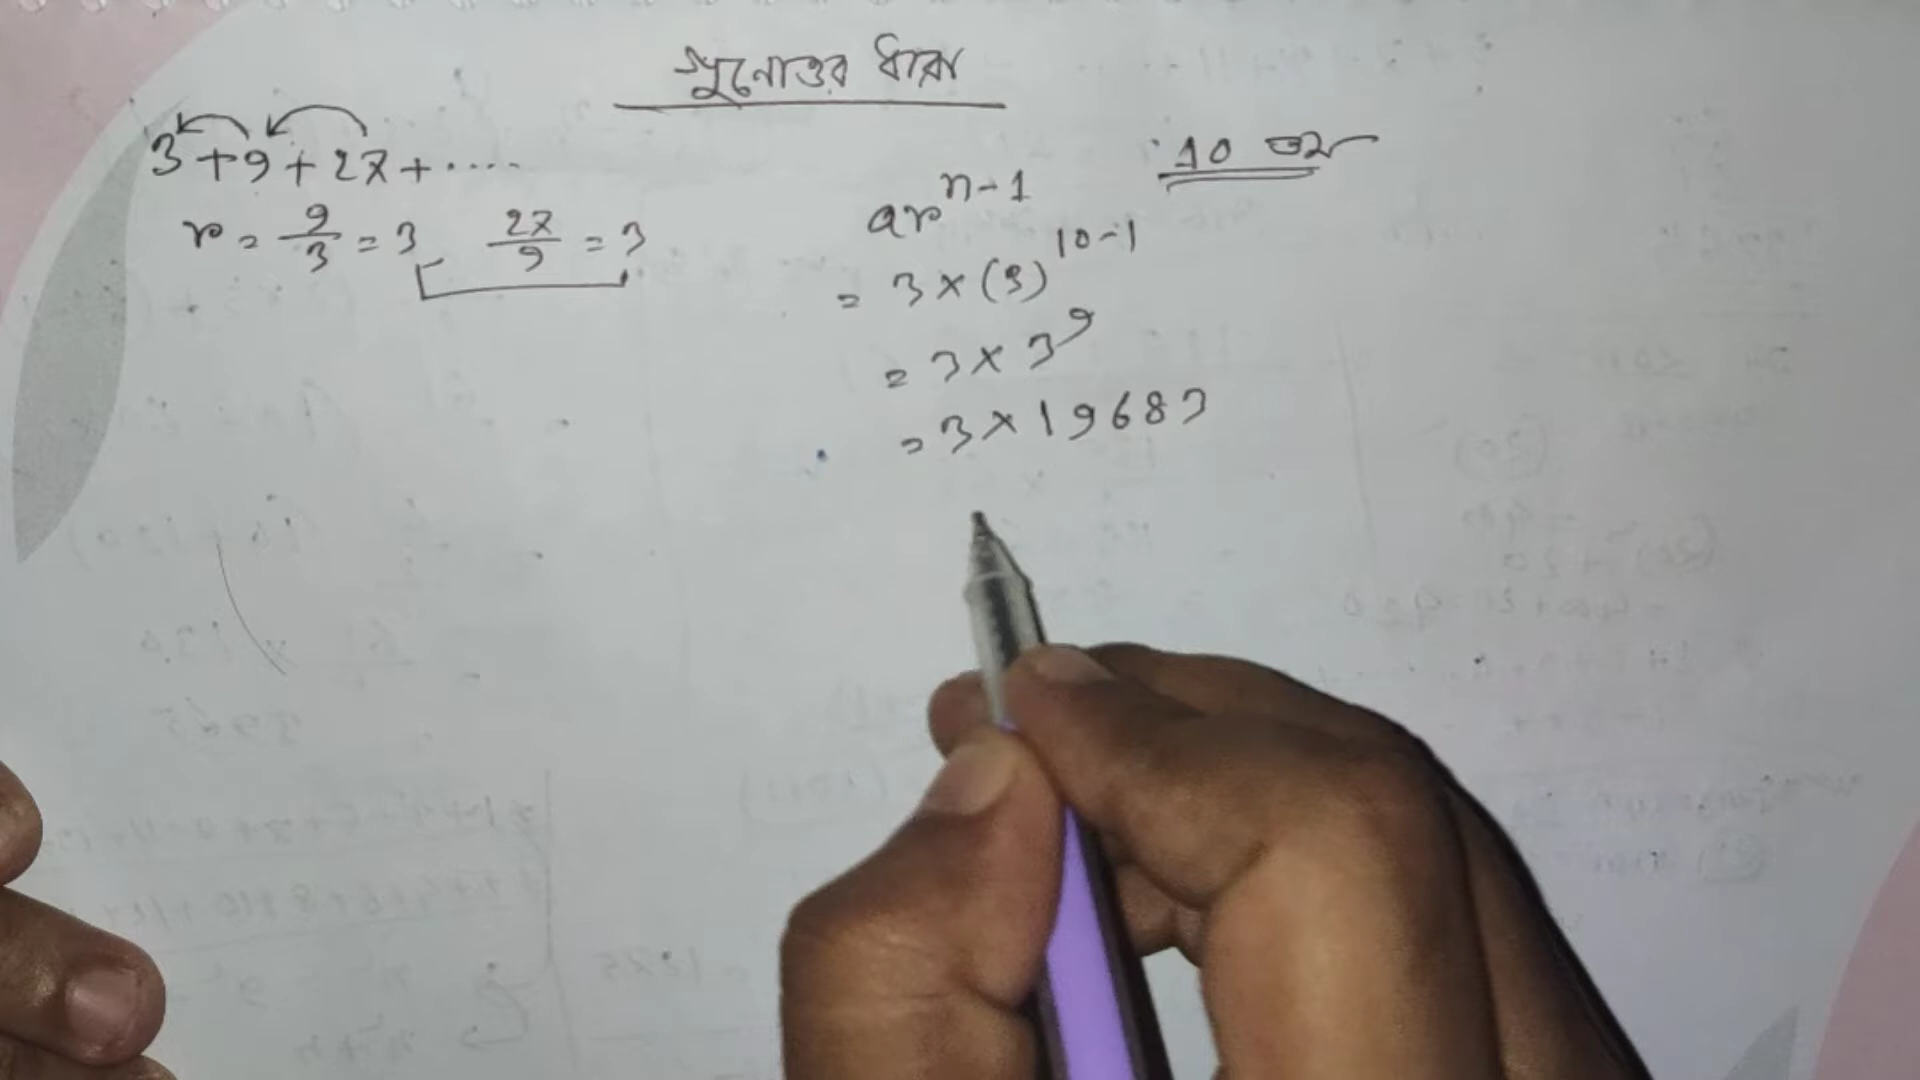 গুনোত্তর ধারা
3+9+27+.....
r = 9/3 = 3, 27/9 = 3
10 তম
ar^{n-1}
= 3×(3)^{10-1}
= 3×3^9
= 3×19683